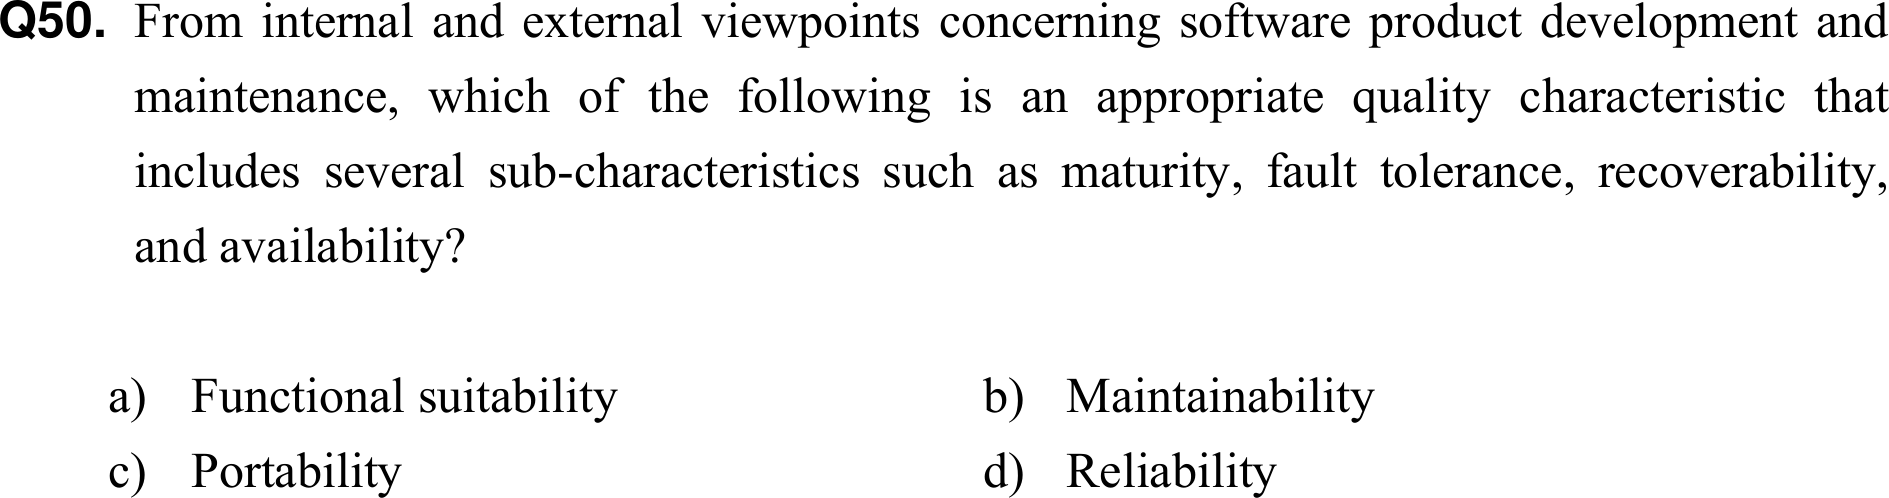 Q50. From internal and external viewpoints concerning software product development and
maintenance, which of the following is an appropriate quality characteristic that
includes several sub-characteristics such as maturity, fault tolerance, recoverability,
and availability?
a) Functional suitability b) Maintainability
c) Portability d) Reliability